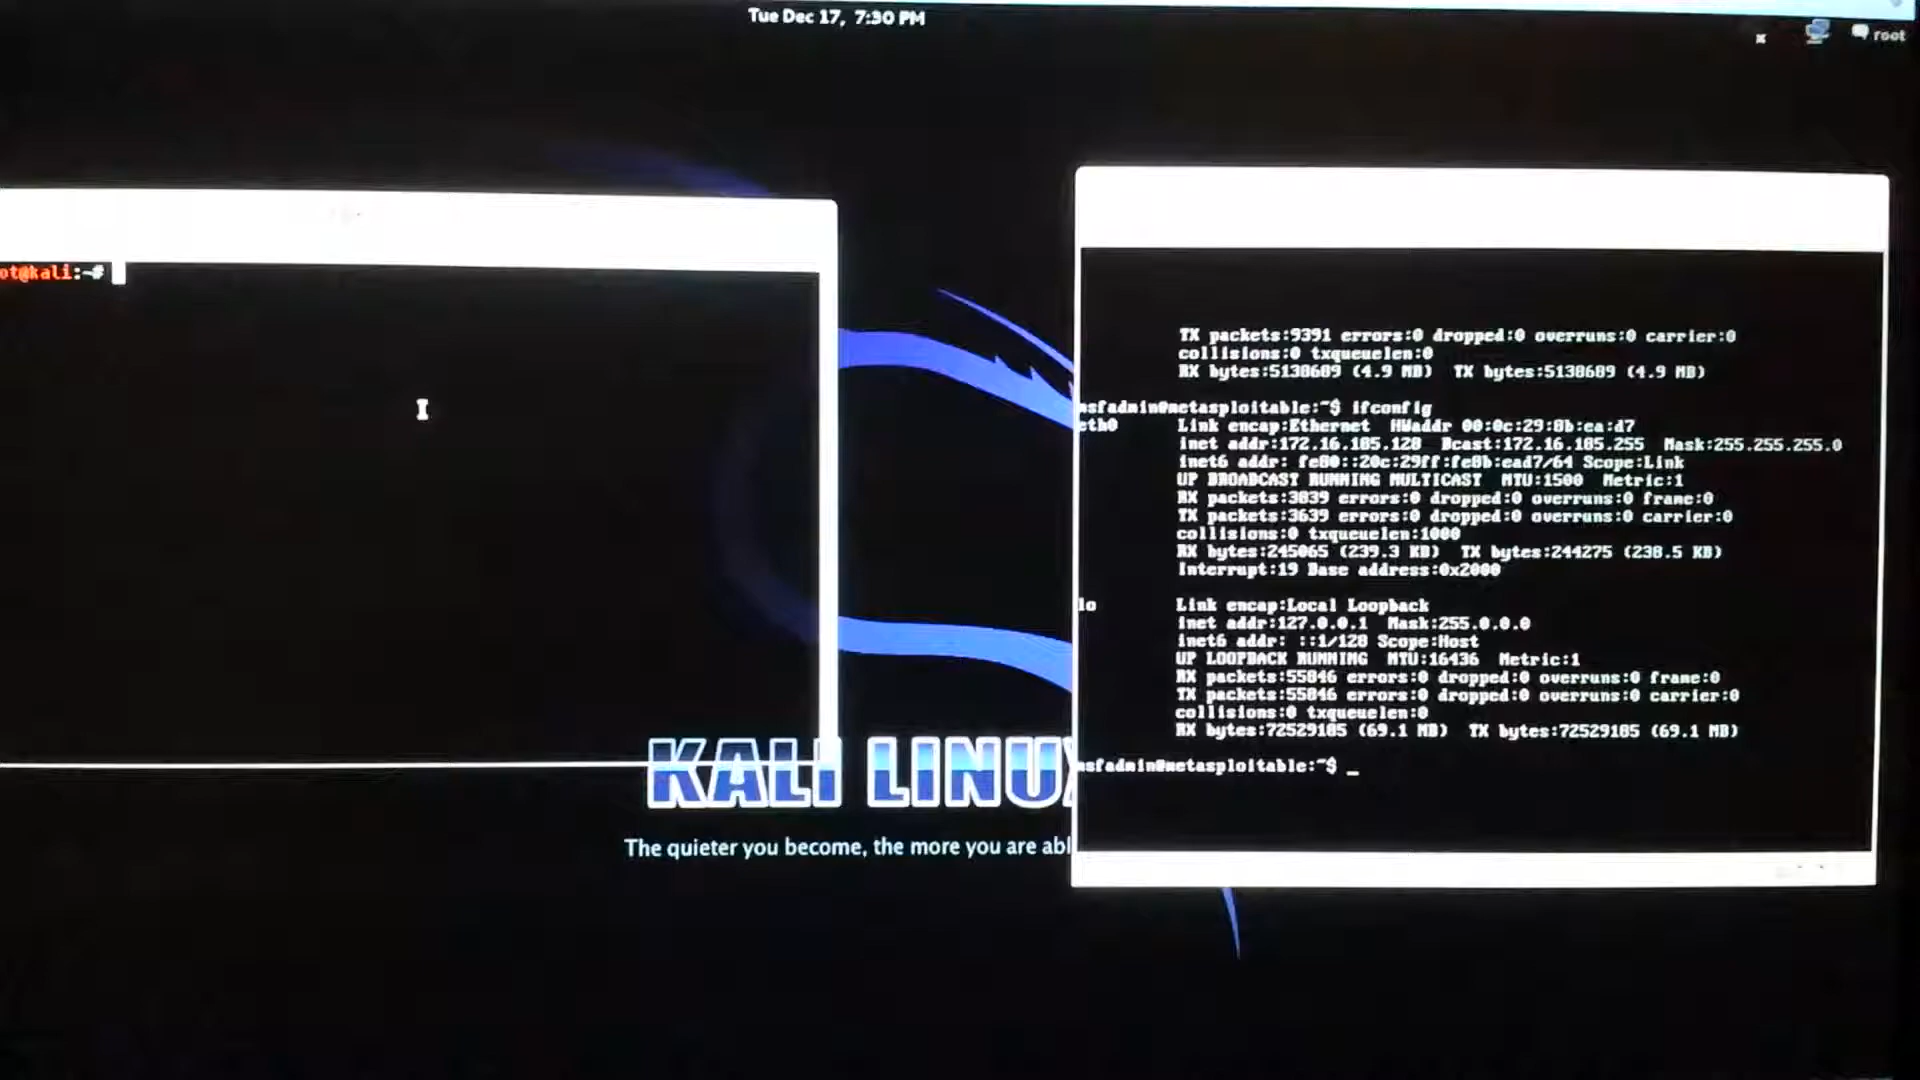 Tue Dec 17, 7:30 PM
root
ot@kali:~#
TX packets:9391 errors:0 dropped:0 overruns:0 carrier:0
collisions:0 txqueuelen:0
RX bytes:5138689 (4.9 MB)  TX bytes:5138689 (4.9 MB)
msfadmin@metasploitable:~$ ifconfig
eth0 Link encap:Ethernet  HWaddr 00:0c:29:8b:ea:d7
inet addr:172.16.185.128  Bcast:172.16.185.255  Mask:255.255.255.0
inet6 addr: fe80::20c:29ff:fe8b:ead7/64 Scope:Link
UP BROADCAST RUNNING MULTICAST  MTU:1500  Metric:1
RX packets:3839 errors:0 dropped:0 overruns:0 frame:0
TX packets:3639 errors:0 dropped:0 overruns:0 carrier:0
collisions:0 txqueuelen:1000
RX bytes:245065 (239.3 KB)  TX bytes:244275 (238.5 KB)
Interrupt:19 Base address:0x2000
lo Link encap:Local Loopback
inet addr:127.0.0.1  Mask:255.0.0.0
inet6 addr: ::1/128 Scope:Host
UP LOOPBACK RUNNING  MTU:16436  Metric:1
RX packets:55846 errors:0 dropped:0 overruns:0 frame:0
TX packets:55846 errors:0 dropped:0 overruns:0 carrier:0
collisions:0 txqueuelen:0
RX bytes:72529185 (69.1 MB)  TX bytes:72529185 (69.1 MB)
msfadmin@metasploitable:~$ _
KALI LINUX
The quieter you become, the more you are abl